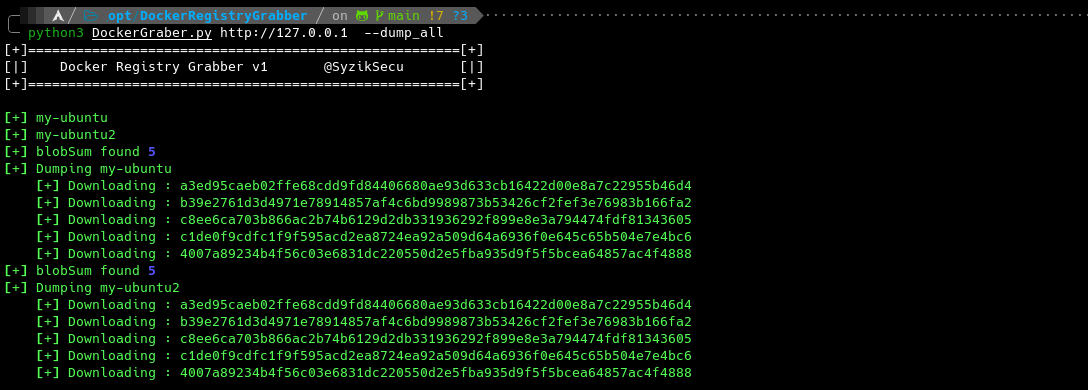 opt/DockerRegistryGrabber / on main !7 ?3
python3 DockerGraber.py http://127.0.0.1  --dump_all
[+]======================================================[+]
[|]    Docker Registry Grabber v1       @SyzikSecu       [|]
[+]======================================================[+]
[+] my-ubuntu
[+] my-ubuntu2
[+] blobSum found 5
[+] Dumping my-ubuntu
[+] Downloading : a3ed95caeb02ffe68cdd9fd84406680ae93d633cb16422d00e8a7c22955b46d4
[+] Downloading : b39e2761d3d4971e78914857af4c6bd9989873b53426cf2fef3e76983b166fa2
[+] Downloading : c8ee6ca703b866ac2b74b6129d2db331936292f899e8e3a794474fdf81343605
[+] Downloading : c1de0f9cdfc1f9f595acd2ea8724ea92a509d64a6936f0e645c65b504e7e4bc6
[+] Downloading : 4007a89234b4f56c03e6831dc220550d2e5fba935d9f5f5bcea64857ac4f4888
[+] blobSum found 5
[+] Dumping my-ubuntu2
[+] Downloading : a3ed95caeb02ffe68cdd9fd84406680ae93d633cb16422d00e8a7c22955b46d4
[+] Downloading : b39e2761d3d4971e78914857af4c6bd9989873b53426cf2fef3e76983b166fa2
[+] Downloading : c8ee6ca703b866ac2b74b6129d2db331936292f899e8e3a794474fdf81343605
[+] Downloading : c1de0f9cdfc1f9f595acd2ea8724ea92a509d64a6936f0e645c65b504e7e4bc6
[+] Downloading : 4007a89234b4f56c03e6831dc220550d2e5fba935d9f5f5bcea64857ac4f4888